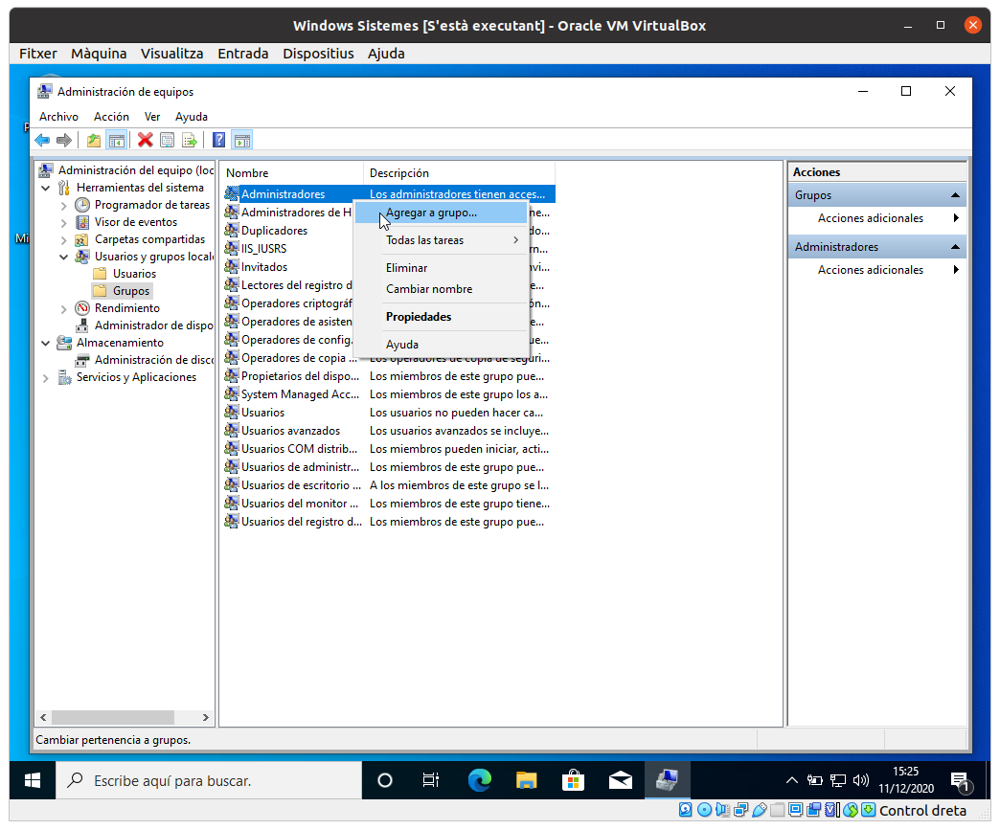 Windows Sistemes [S'està executant] - Oracle VM VirtualBox
Fitxer Màquina Visualitza Entrada Dispositius Ajuda
Administración de equipos
Archivo Acción Ver Ayuda
Administración del equipo (loc
Herramientas del sistema
Programador de tareas
Visor de eventos
Carpetas compartidas
Usuarios y grupos locale
Usuarios
Grupos
Rendimiento
Administrador de dispo
Almacenamiento
Administración de disco
Servicios y Aplicaciones
Nombre Descripción
Administradores Los administradores tienen acces...
Administradores de H
Duplicadores
IIS_IUSRS
Invitados
Lectores del registro d
Operadores criptográf
Operadores de asisten
Operadores de config.
Operadores de copia ... Los operadores de copia de seguri...
Propietarios del dispo... Los miembros de este grupo pue...
System Managed Acc... Los miembros de este grupo los a...
Usuarios Los usuarios no pueden hacer ca...
Usuarios avanzados Los usuarios avanzados se incluye...
Usuarios COM distrib... Los miembros pueden iniciar, acti...
Usuarios de administr... Los miembros de este grupo pue...
Usuarios de escritorio ... A los miembros de este grupo se l...
Usuarios del monitor ... Los miembros de este grupo tiene...
Usuarios del registro d... Los miembros de este grupo pue...
Agregar a grupo...
Todas las tareas
Eliminar
Cambiar nombre
Propiedades
Ayuda
Acciones
Grupos
Acciones adicionales
Administradores
Acciones adicionales
Cambiar pertenencia a grupos.
Escribe aquí para buscar.
15:25
11/12/2020
1
Control dreta